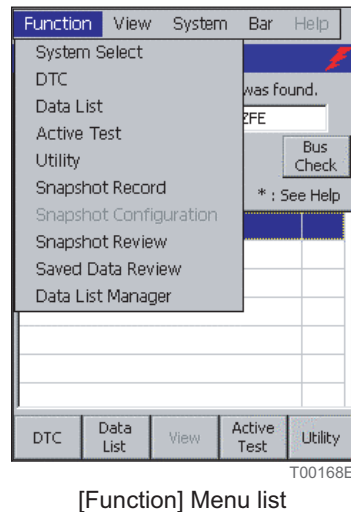 Function View System Bar Help
System Select
DTC
Data List
Active Test
Utility
Snapshot Record
Snapshot Configuration
Snapshot Review
Saved Data Review
Data List Manager
was found.
ZFE
Bus
Check
* : See Help
DTC
Data
List
View
Active
Test
Utility
T00168E
[Function] Menu list